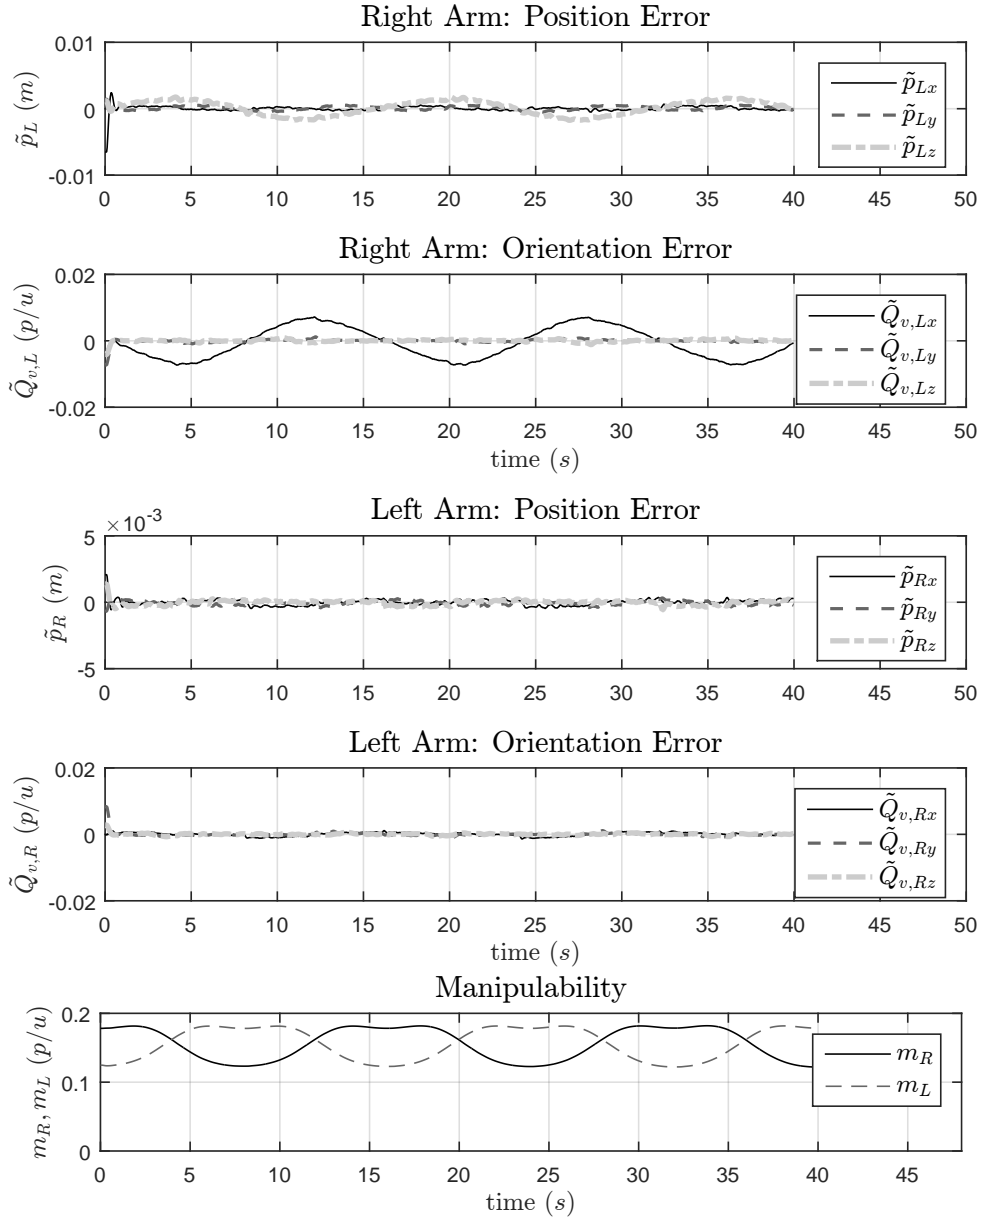 Right Arm: Position Error
0.01
0
-0.01
p̃_L (m)
p̃_Lx
p̃_Ly
p̃_Lz
0 5 10 15 20 25 30 35 40 45 50
Right Arm: Orientation Error
0.02
0
-0.02
Q̃_v,L (p/u)
Q̃_v,Lx
Q̃_v,Ly
Q̃_v,Lz
0 5 10 15 20 25 30 35 40 45 50
time (s)
Left Arm: Position Error
×10^-3
5
0
-5
p̃_R (m)
p̃_Rx
p̃_Ry
p̃_Rz
0 5 10 15 20 25 30 35 40 45 50
Left Arm: Orientation Error
0.02
0
-0.02
Q̃_v,R (p/u)
Q̃_v,Rx
Q̃_v,Ry
Q̃_v,Rz
0 5 10 15 20 25 30 35 40 45 50
time (s)
Manipulability
0.2
0.1
0
m_R, m_L (p/u)
m_R
m_L
0 5 10 15 20 25 30 35 40 45
time (s)